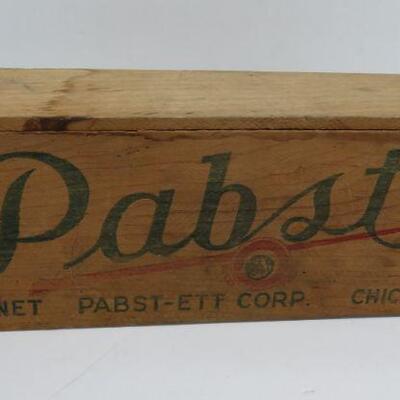 Pabst
NET PABST-ETT CORP. CHIC